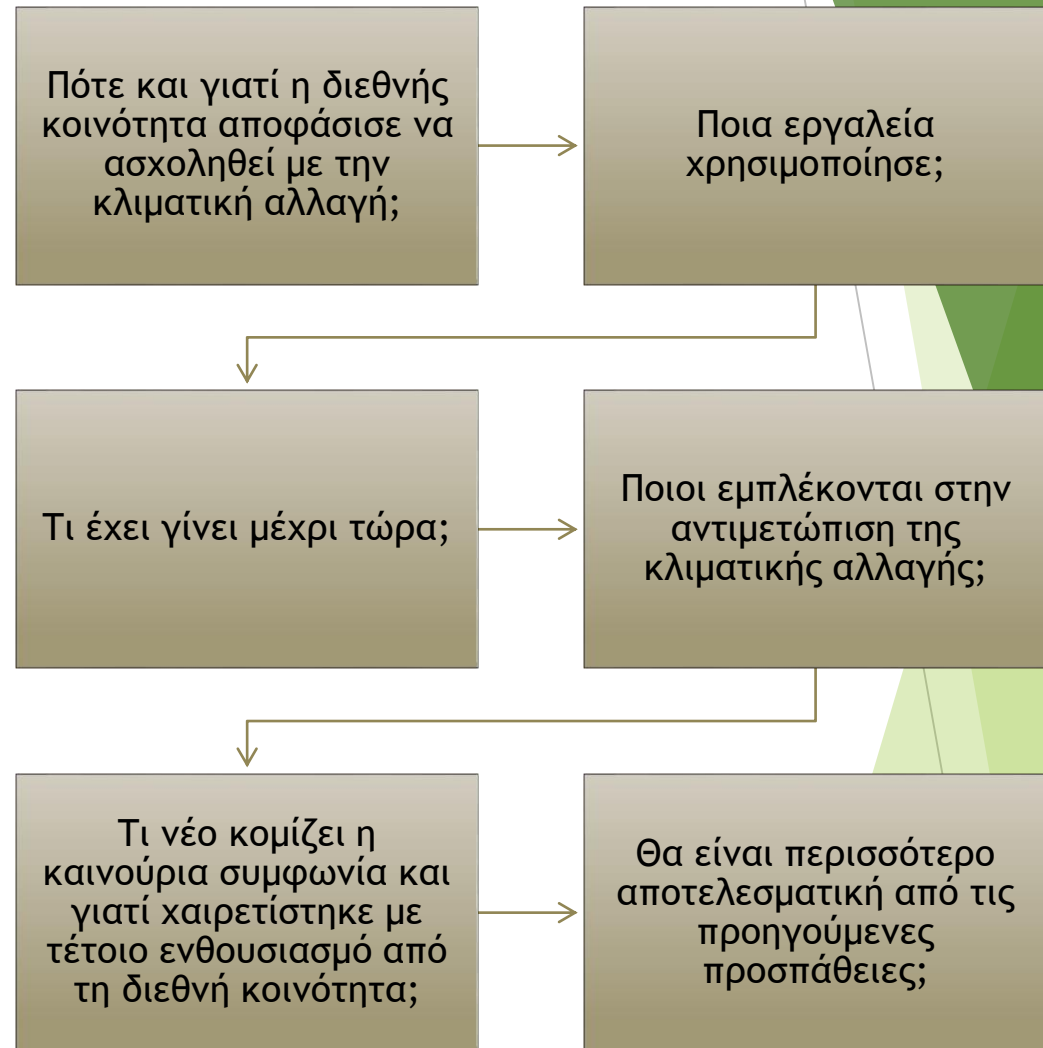 Πότε και γιατί η διεθνής
κοινότητα αποφάσισε να
ασχοληθεί με την
κλιματική αλλαγή;
Ποια εργαλεία
χρησιμοποίησε;
Τι έχει γίνει μέχρι τώρα;
Ποιοι εμπλέκονται στην
αντιμετώπιση της
κλιματικής αλλαγής;
Τι νέο κομίζει η
καινούρια συμφωνία και
γιατί χαιρετίστηκε με
τέτοιο ενθουσιασμό από
τη διεθνή κοινότητα;
Θα είναι περισσότερο
αποτελεσματική από τις
προηγούμενες
προσπάθειες;